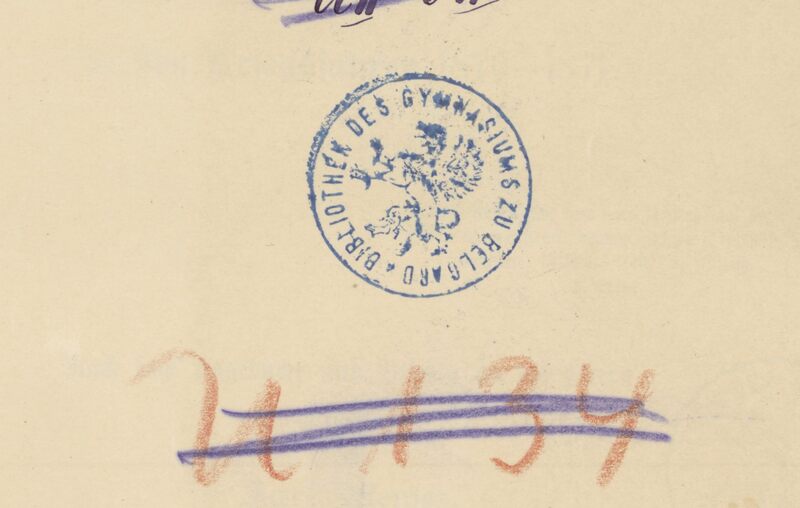 BIBLIOTHEK DES GYMNASIUMS ZU BELGARD
U 134